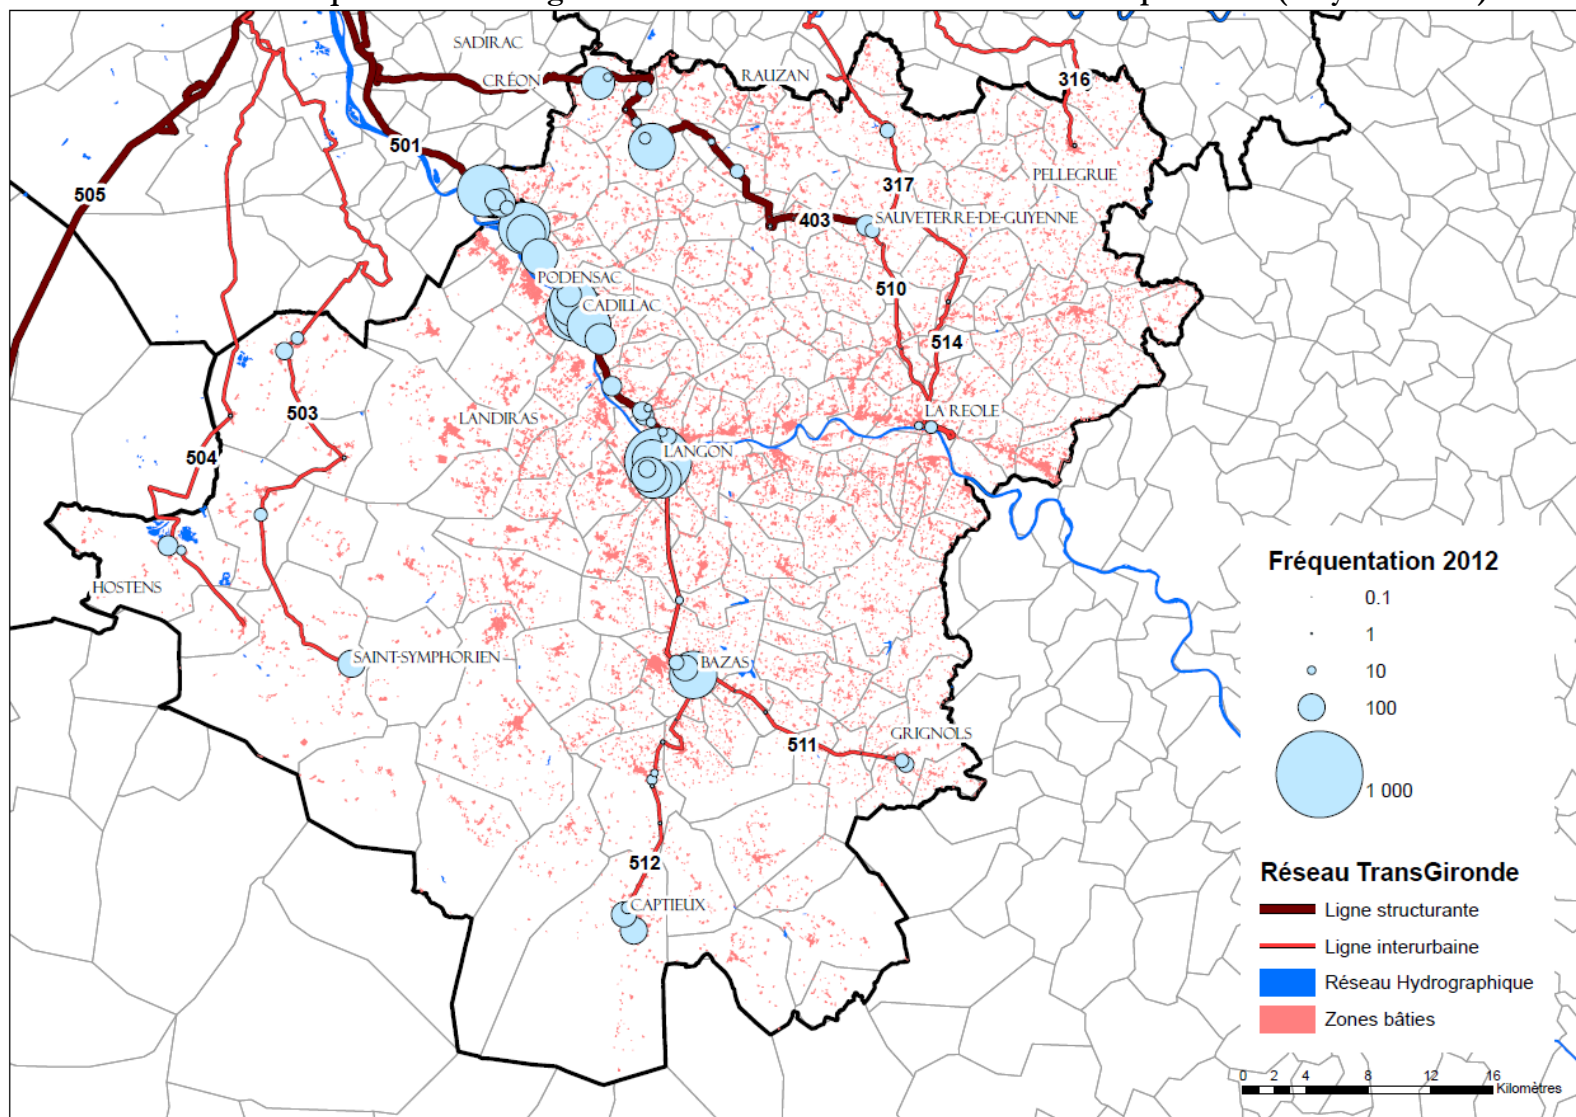 SADIRAC
CRÉON
RAUZAN
316
501
505
317
PELLEGRUE
403
SAUVETERRE-DE-GUYENNE
PODENSAC
510
CADILLAC
514
503
LANDIRAS
LA REOLE
504
LANGON
HOSTENS
SAINT-SYMPHORIEN
BAZAS
511
GRIGNOLS
512
CAPTIEUX
Fréquentation 2012
0.1
1
10
100
1 000
Réseau TransGironde
Ligne structurante
Ligne interurbaine
Réseau Hydrographique
Zones bâties
0 2 4 8 12 16
Kilomètres